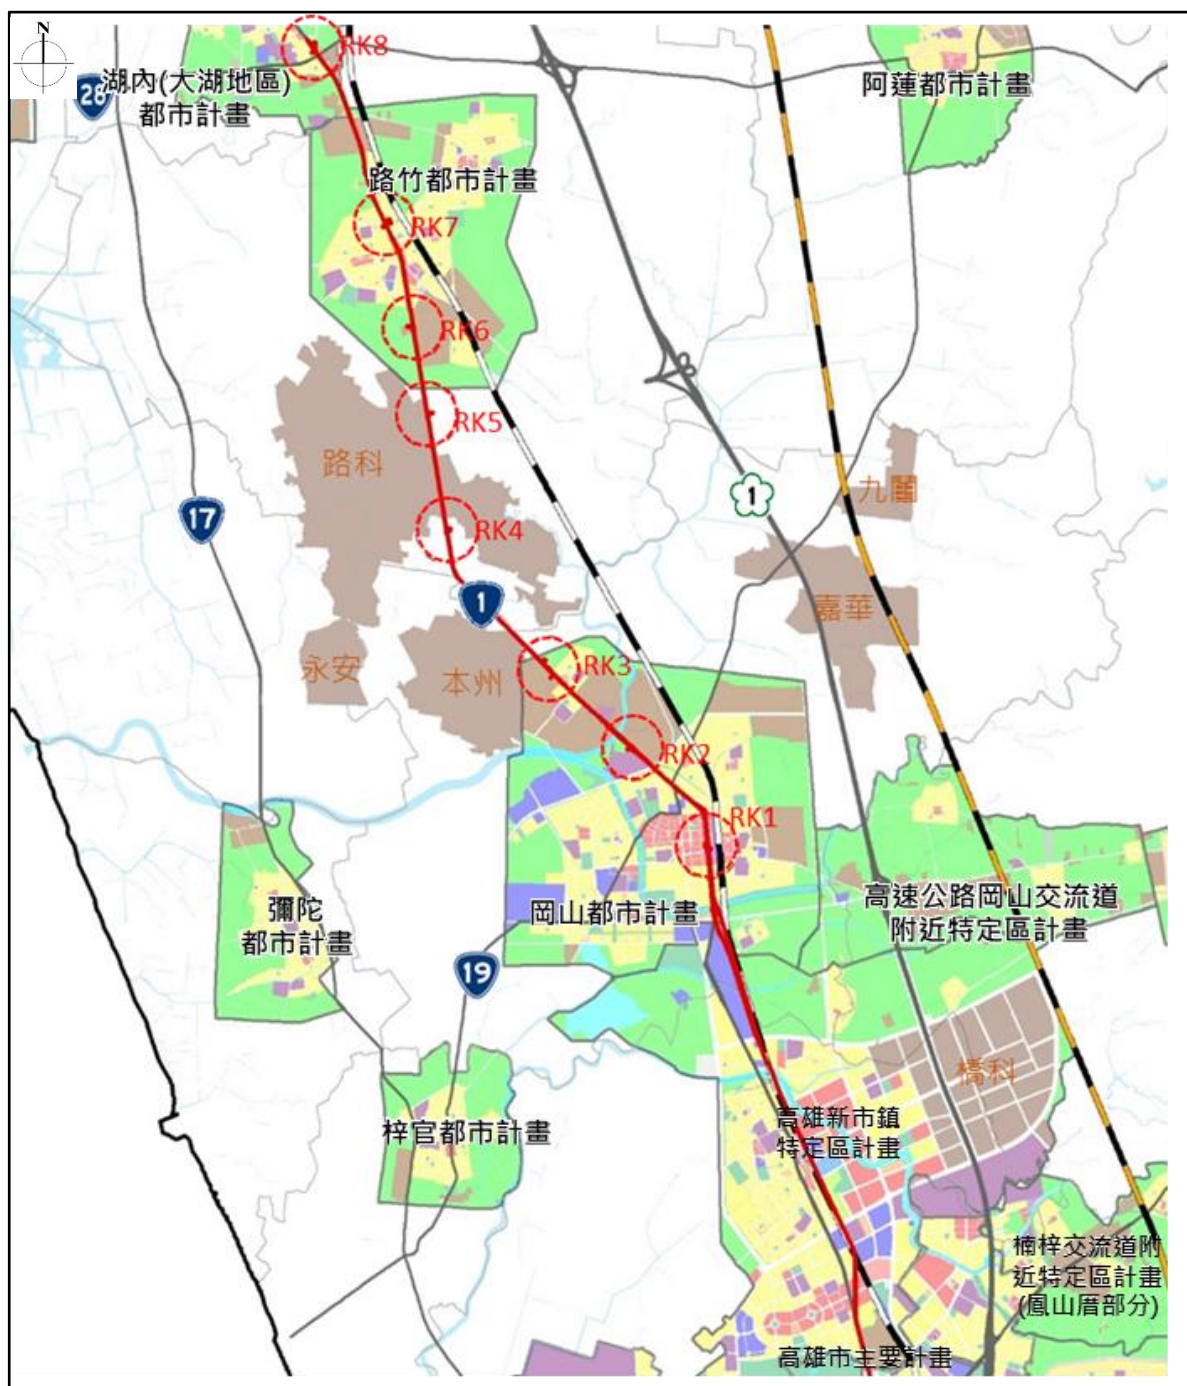 N
RK8
28
湖內(大湖地區)
都市計畫
阿蓮都市計畫
路竹都市計畫
RK7
RK6
RK5
路科
17
RK4
1
九鬮
1
嘉華
永安
本州
RK3
RK2
RK1
彌陀
都市計畫
岡山都市計畫
高速公路岡山交流道
附近特定區計畫
19
橋科
梓官都市計畫
高雄新市鎮
特定區計畫
楠梓交流道附
近特定區計畫
(鳳山厝部分)
高雄市主要計畫